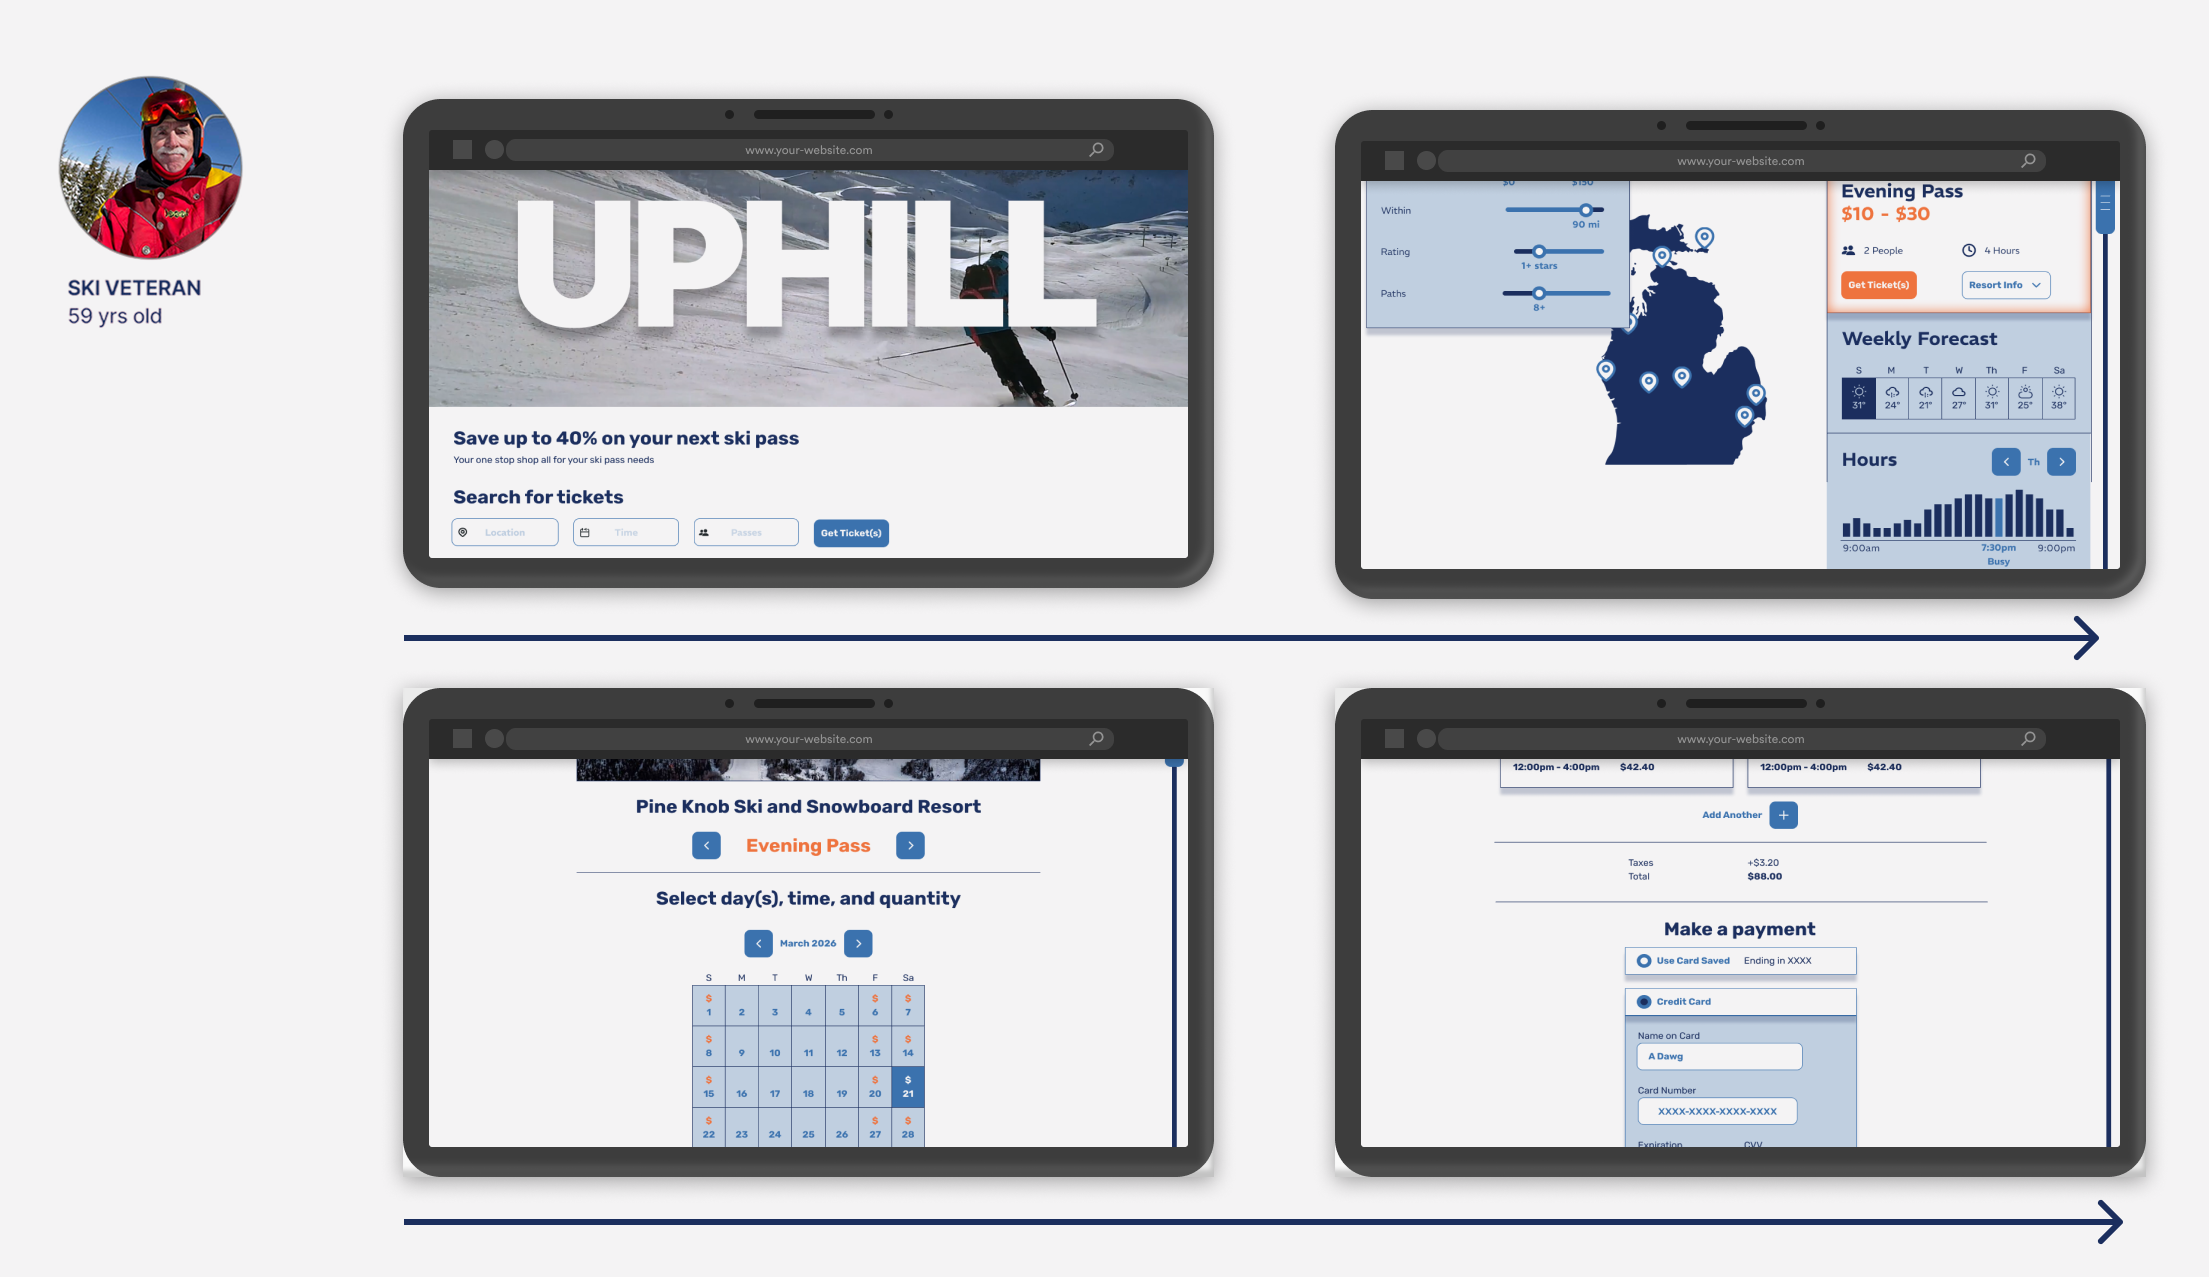 SKI VETERAN
59 yrs old
www.your-website.com
UPHILL
Save up to 40% on your next ski pass
Your one stop shop all for your ski pass needs
Search for tickets
Location Time Passes Get Ticket(s)
www.your-website.com
$0 $150
Within
90 mi
Rating
1+ stars
Paths
8+
Evening Pass
$10 - $30
2 People 4 Hours
Get Ticket(s) Resort Info
Weekly Forecast
S M T W Th F Sa
31° 24° 21° 27° 31° 25° 38°
Hours Th
9:00am 7:30pm 9:00pm
Busy
www.your-website.com
Pine Knob Ski and Snowboard Resort
Evening Pass
Select day(s), time, and quantity
March 2026
S M T W Th F Sa
$ $ $
1 2 3 4 5 6 7
$ $ $
8 9 10 11 12 13 14
$ $ $
15 16 17 18 19 20 21
$ $ $
22 23 24 25 26 27 28
www.your-website.com
12:00pm - 4:00pm $42.40 12:00pm - 4:00pm $42.40
Add Another +
Taxes +$3.20
Total $88.00
Make a payment
Use Card Saved Ending in XXXX
Credit Card
Name on Card
A Dawg
Card Number
XXXX-XXXX-XXXX-XXXX
Expiration CVV